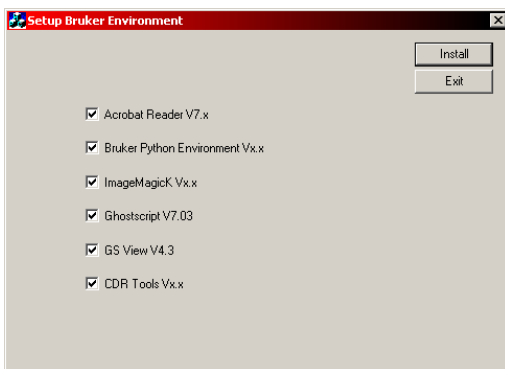 Setup Bruker Environment
Install
Exit
Acrobat Reader V7.x
Bruker Python Environment Vx.x
ImageMagicK Vx.x
Ghostscript V7.03
GS View V4.3
CDR Tools Vx.x